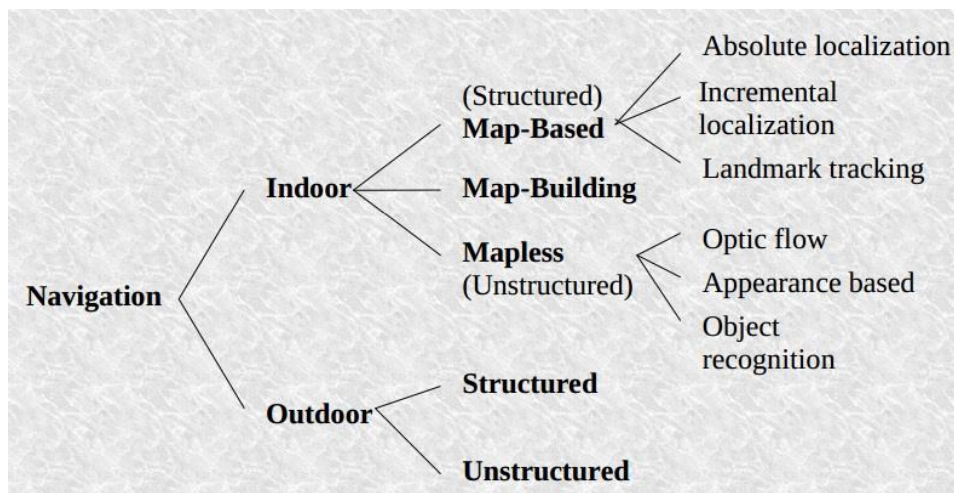 Navigation
Indoor
(Structured)
Map-Based
Absolute localization
Incremental
localization
Landmark tracking
Map-Building
Mapless
(Unstructured)
Optic flow
Appearance based
Object
recognition
Outdoor
Structured
Unstructured